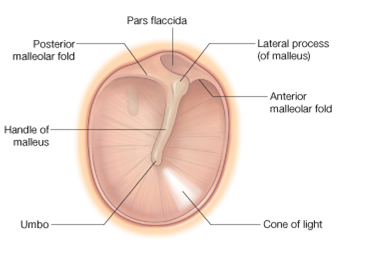 Pars flaccida
Posterior
malleolar fold
Lateral process
(of malleus)
Anterior
malleolar fold
Handle of
malleus
Umbo
Cone of light